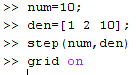 >> num=10;
>> den=[1 2 10];
>> step(num,den)
>> grid on